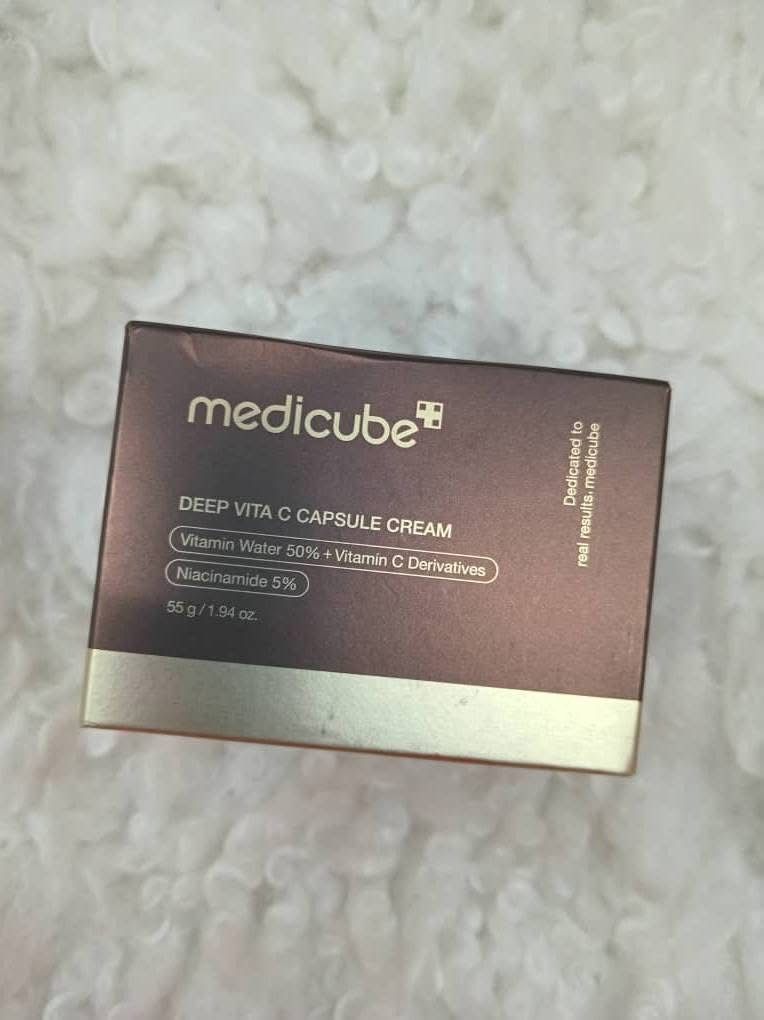 medicube
DEEP VITA C CAPSULE CREAM
Vitamin Water 50% + Vitamin C Derivatives
Niacinamide 5%
55 g / 1.94 oz.
Dedicated to
real results, medicube